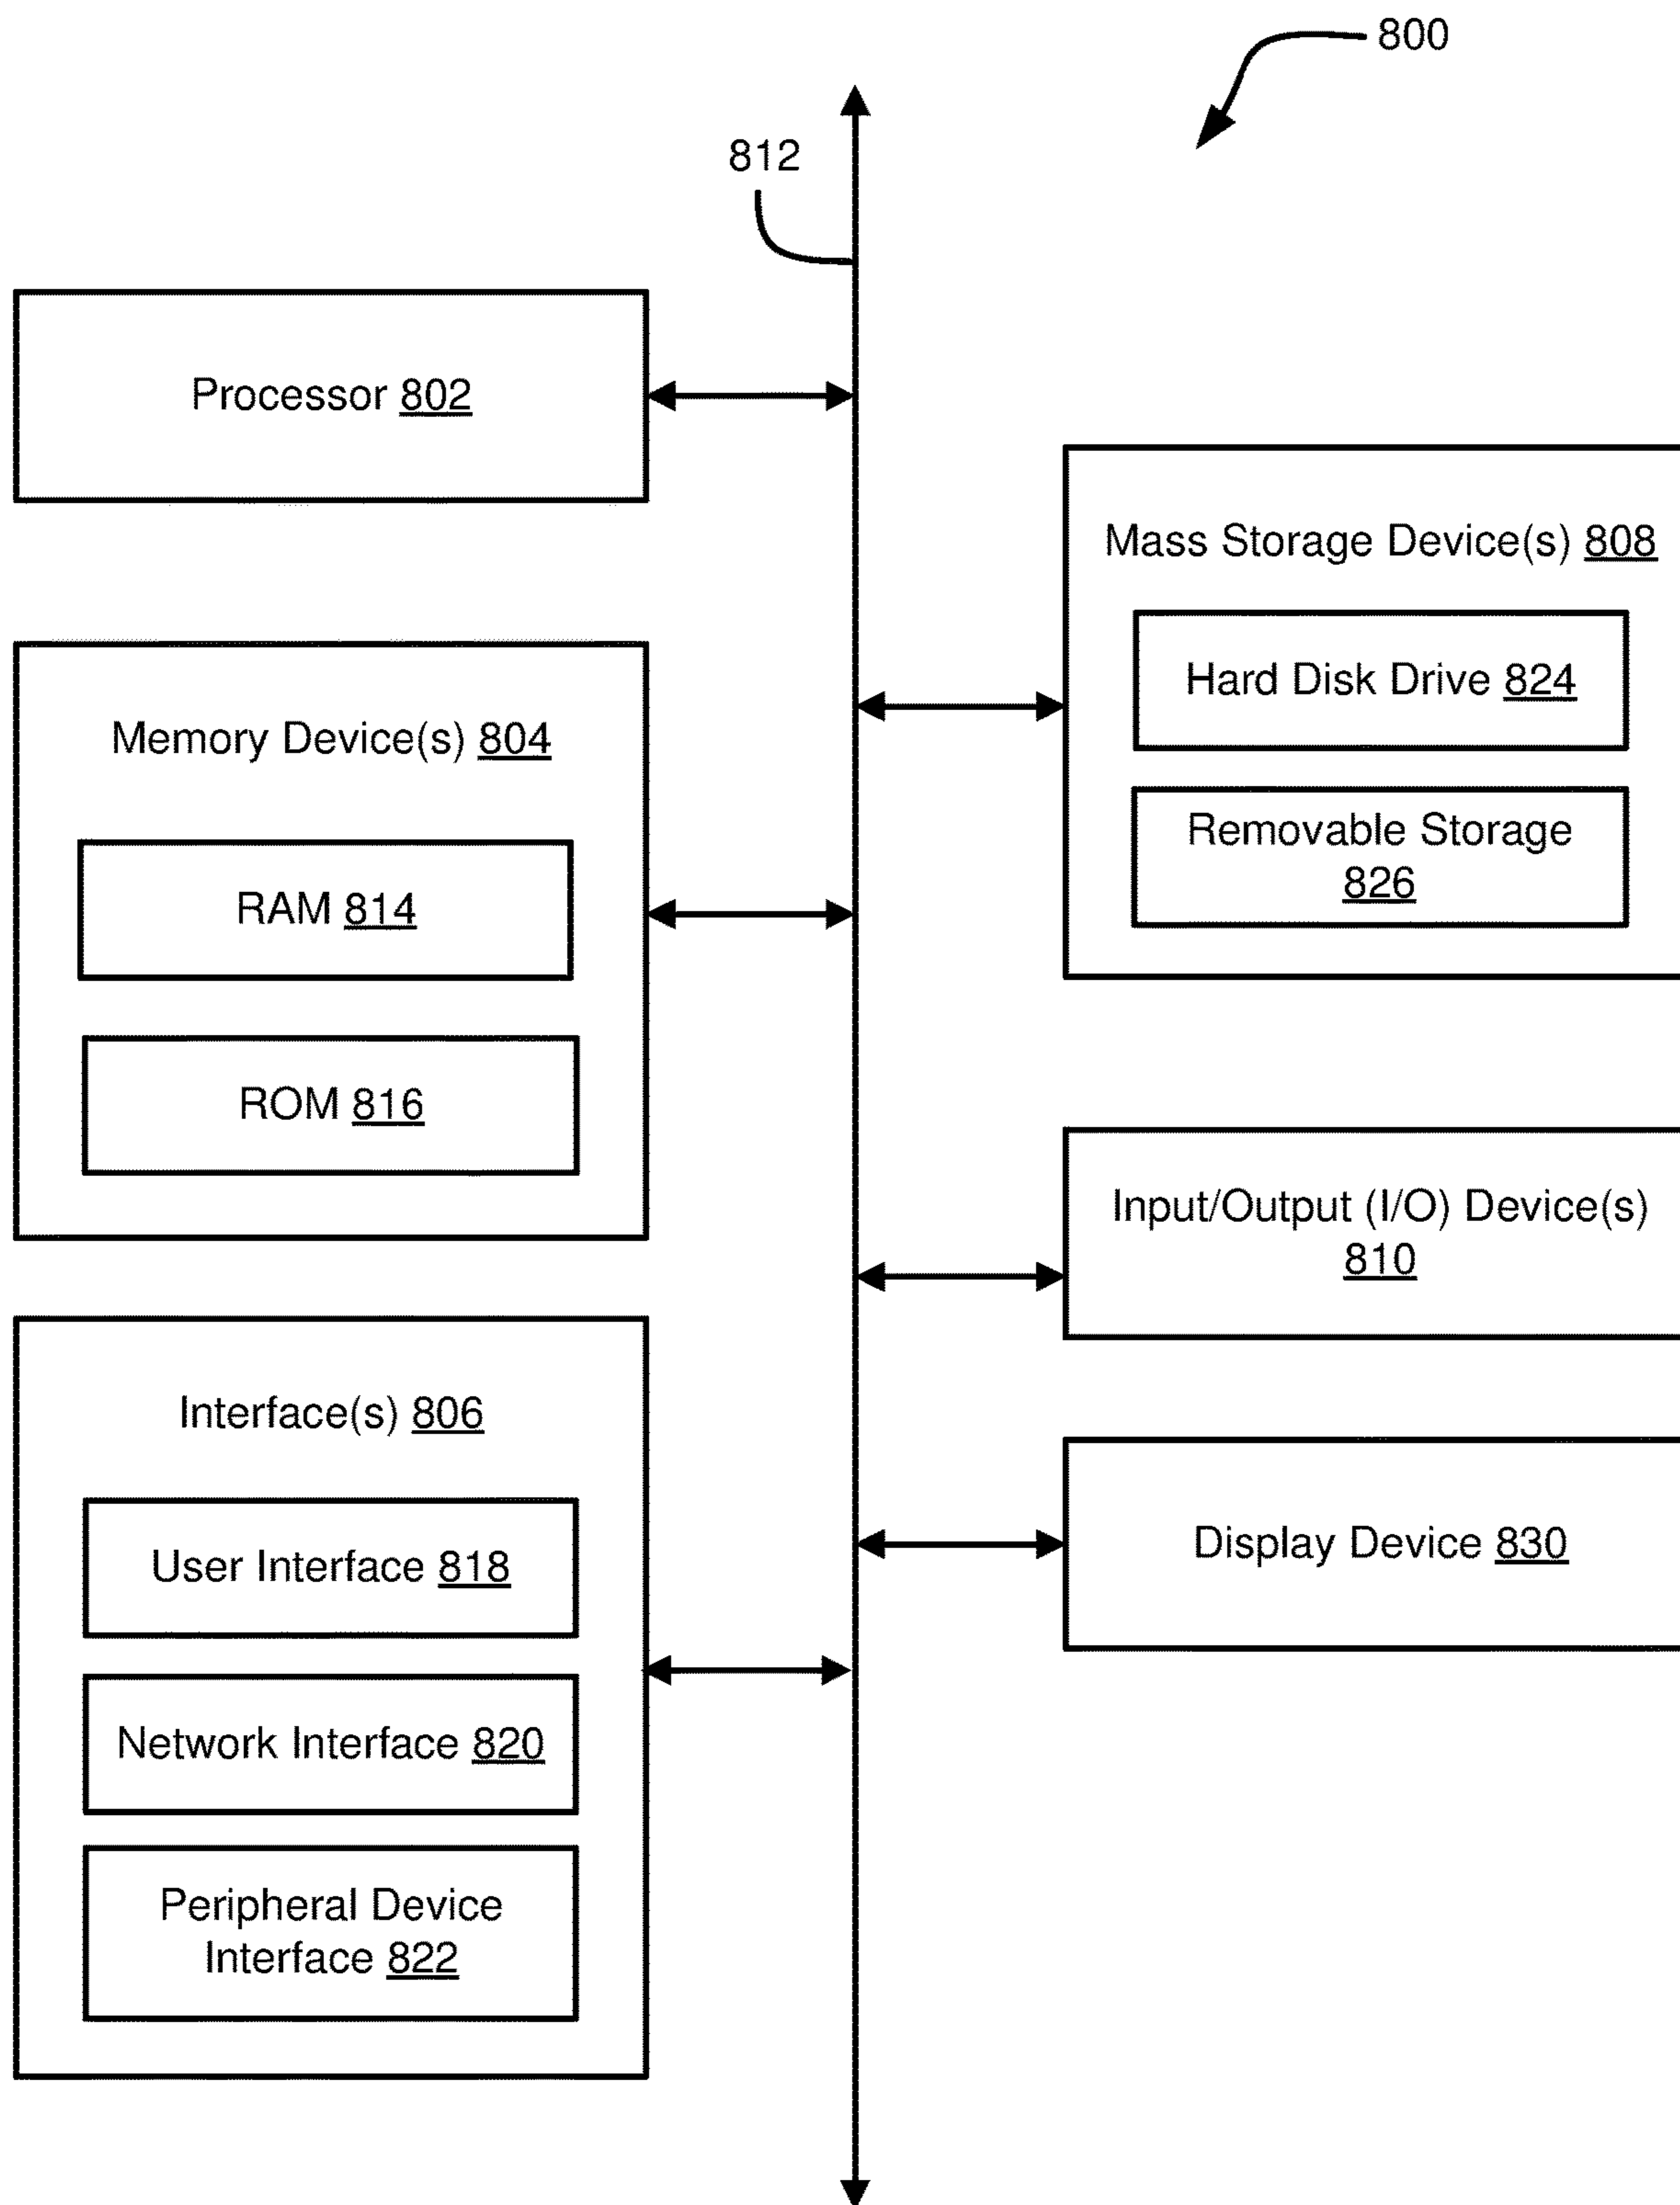 800
812
Processor 802
Memory Device(s) 804
RAM 814
ROM 816
Interface(s) 806
User Interface 818
Network Interface 820
Peripheral Device
Interface 822
Mass Storage Device(s) 808
Hard Disk Drive 824
Removable Storage
826
Input/Output (I/O) Device(s)
810
Display Device 830